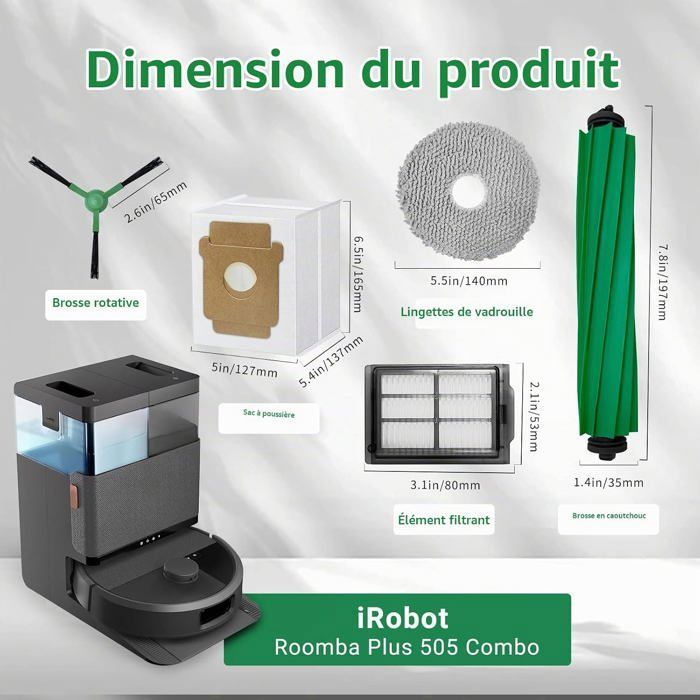 Dimension du produit
2.6in/65mm
Brosse rotative
6.5in/165mm
5in/127mm
5.4in/137mm
Sac à poussière
5.5in/140mm
Lingettes de vadrouille
7.8in/197mm
1.4in/35mm
Brosse en caoutchouc
2.1in/53mm
3.1in/80mm
Élément filtrant
iRobot
Roomba Plus 505 Combo